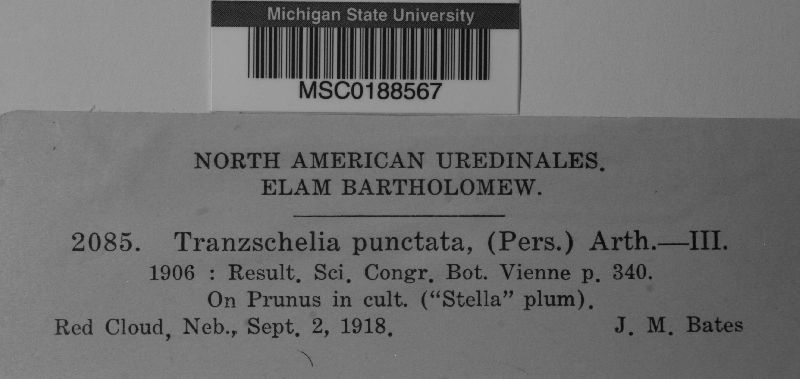 Michigan State University
MSC0188567
NORTH AMERICAN UREDINALES.
ELAM BARTHOLOMEW.
2085. Tranzschelia punctata, (Pers.) Arth.—III.
1906 : Result. Sci. Congr. Bot. Vienne p. 340.
On Prunus in cult. ("Stella" plum).
Red Cloud, Neb., Sept. 2, 1918. J. M. Bates